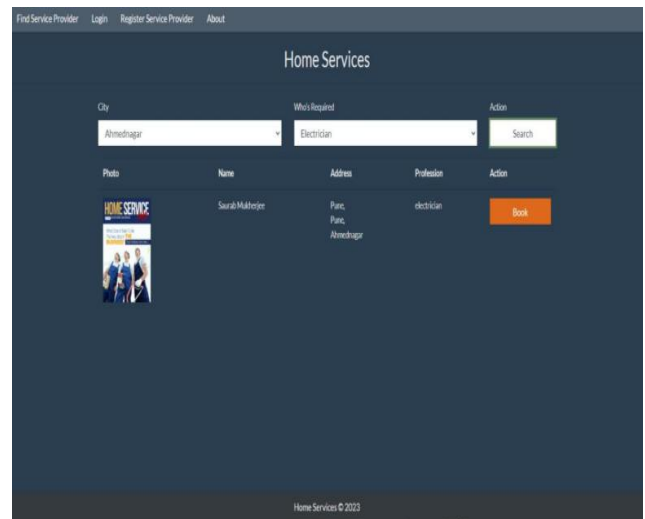 Find Service Provider Login Register Service Provider About
Home Services
City Who's Required Action
Ahmednagar Electrician Search
Photo Name Address Profession Action
HOME SERVICE
Saurab Mukherjee Pune, electrician Book
Pune,
Ahmednagar
Home Services © 2023